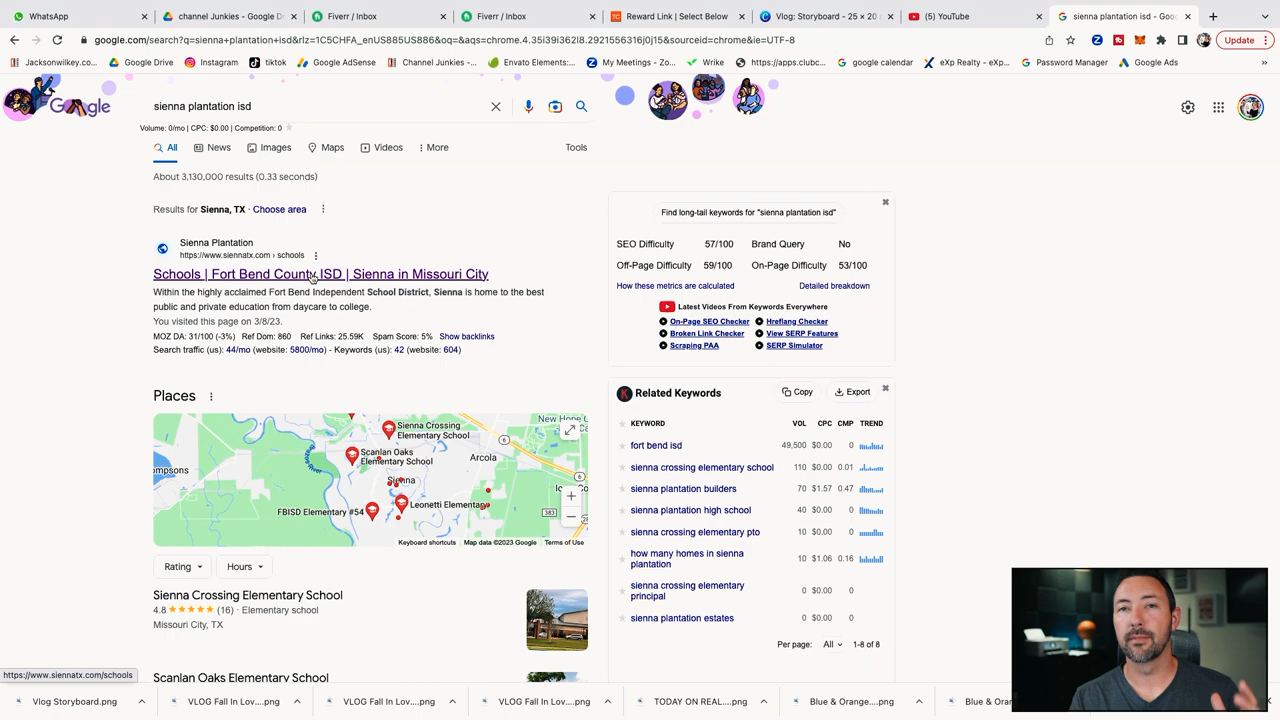 WhatsApp
channel Junkies - Google D
Fiverr / Inbox
Fiverr / Inbox
Reward Link | Select Below
Vlog: Storyboard - 25 × 20
(5) YouTube
sienna plantation isd - Goo
google.com/search?q=sienna+plantation+isd&rlz=1C5CHFA_enUS885US886&oq=&aqs=chrome.4.35i39i362l8.2921556316j0j15&sourceid=chrome&ie=UTF-8
Update
Jacksonwilkey.com
Google Drive
Instagram
tiktok
Google AdSense
Channel Junkies -...
Envato Elements:...
My Meetings - Zo...
Wrike
https://apps.clubc...
google calendar
eXp Realty - eXp...
Password Manager
Google Ads
Google
sienna plantation isd
Volume: 0/mo | CPC: $0.00 | Competition: 0
All
News
Images
Maps
Videos
More
Tools
About 3,130,000 results (0.33 seconds)
Results for Sienna, TX · Choose area
Sienna Plantation
https://www.siennatx.com › schools
Schools | Fort Bend County ISD | Sienna in Missouri City
Within the highly acclaimed Fort Bend Independent School District, Sienna is home to the best
public and private education from daycare to college.
You visited this page on 3/8/23.
MOZ DA: 31/100 (-3%) Ref Dom: 860 Ref Links: 25.59K Spam Score: 5% Show backlinks
Search traffic (us): 44/mo (website: 5800/mo) - Keywords (us): 42 (website: 604)
Places
New Hope
Sienna Crossing
Elementary School
Scanlan Oaks
Elementary School
Arcola
ompsons
Sienna
6
6
FBISD Elementary #54
Leonetti Elementary
383
Keyboard shortcuts
Map data ©2023 Google
Terms of Use
Rating
Hours
Sienna Crossing Elementary School
4.8 (16) · Elementary school
Missouri City, TX
Scanlan Oaks Elementary School
Find long-tail keywords for "sienna plantation isd"
SEO Difficulty 57/100 Brand Query No
Off-Page Difficulty 59/100 On-Page Difficulty 53/100
How these metrics are calculated
Detailed breakdown
Latest Videos From Keywords Everywhere
On-Page SEO Checker
Hreflang Checker
Broken Link Checker
View SERP Features
Scraping PAA
SERP Simulator
Related Keywords
Copy
Export
KEYWORD VOL CPC CMP TREND
fort bend isd 49,500 $0.00 0
sienna crossing elementary school 110 $0.00 0.01
sienna plantation builders 70 $1.57 0.47
sienna plantation high school 40 $0.00 0
sienna crossing elementary pto 10 $0.00 0
how many homes in sienna
plantation 10 $1.06 0.16
sienna crossing elementary
principal 0 $0.00 0
sienna plantation estates 0 $0.00 0
Per page: All 1-8 of 8
https://www.siennatx.com/schools
Vlog Storyboard.png
VLOG Fall In Lov....png
VLOG Fall In Lov....png
VLOG Fall In Lov....png
TODAY ON REAL....png
Blue & Orange....png
Blue & Oran